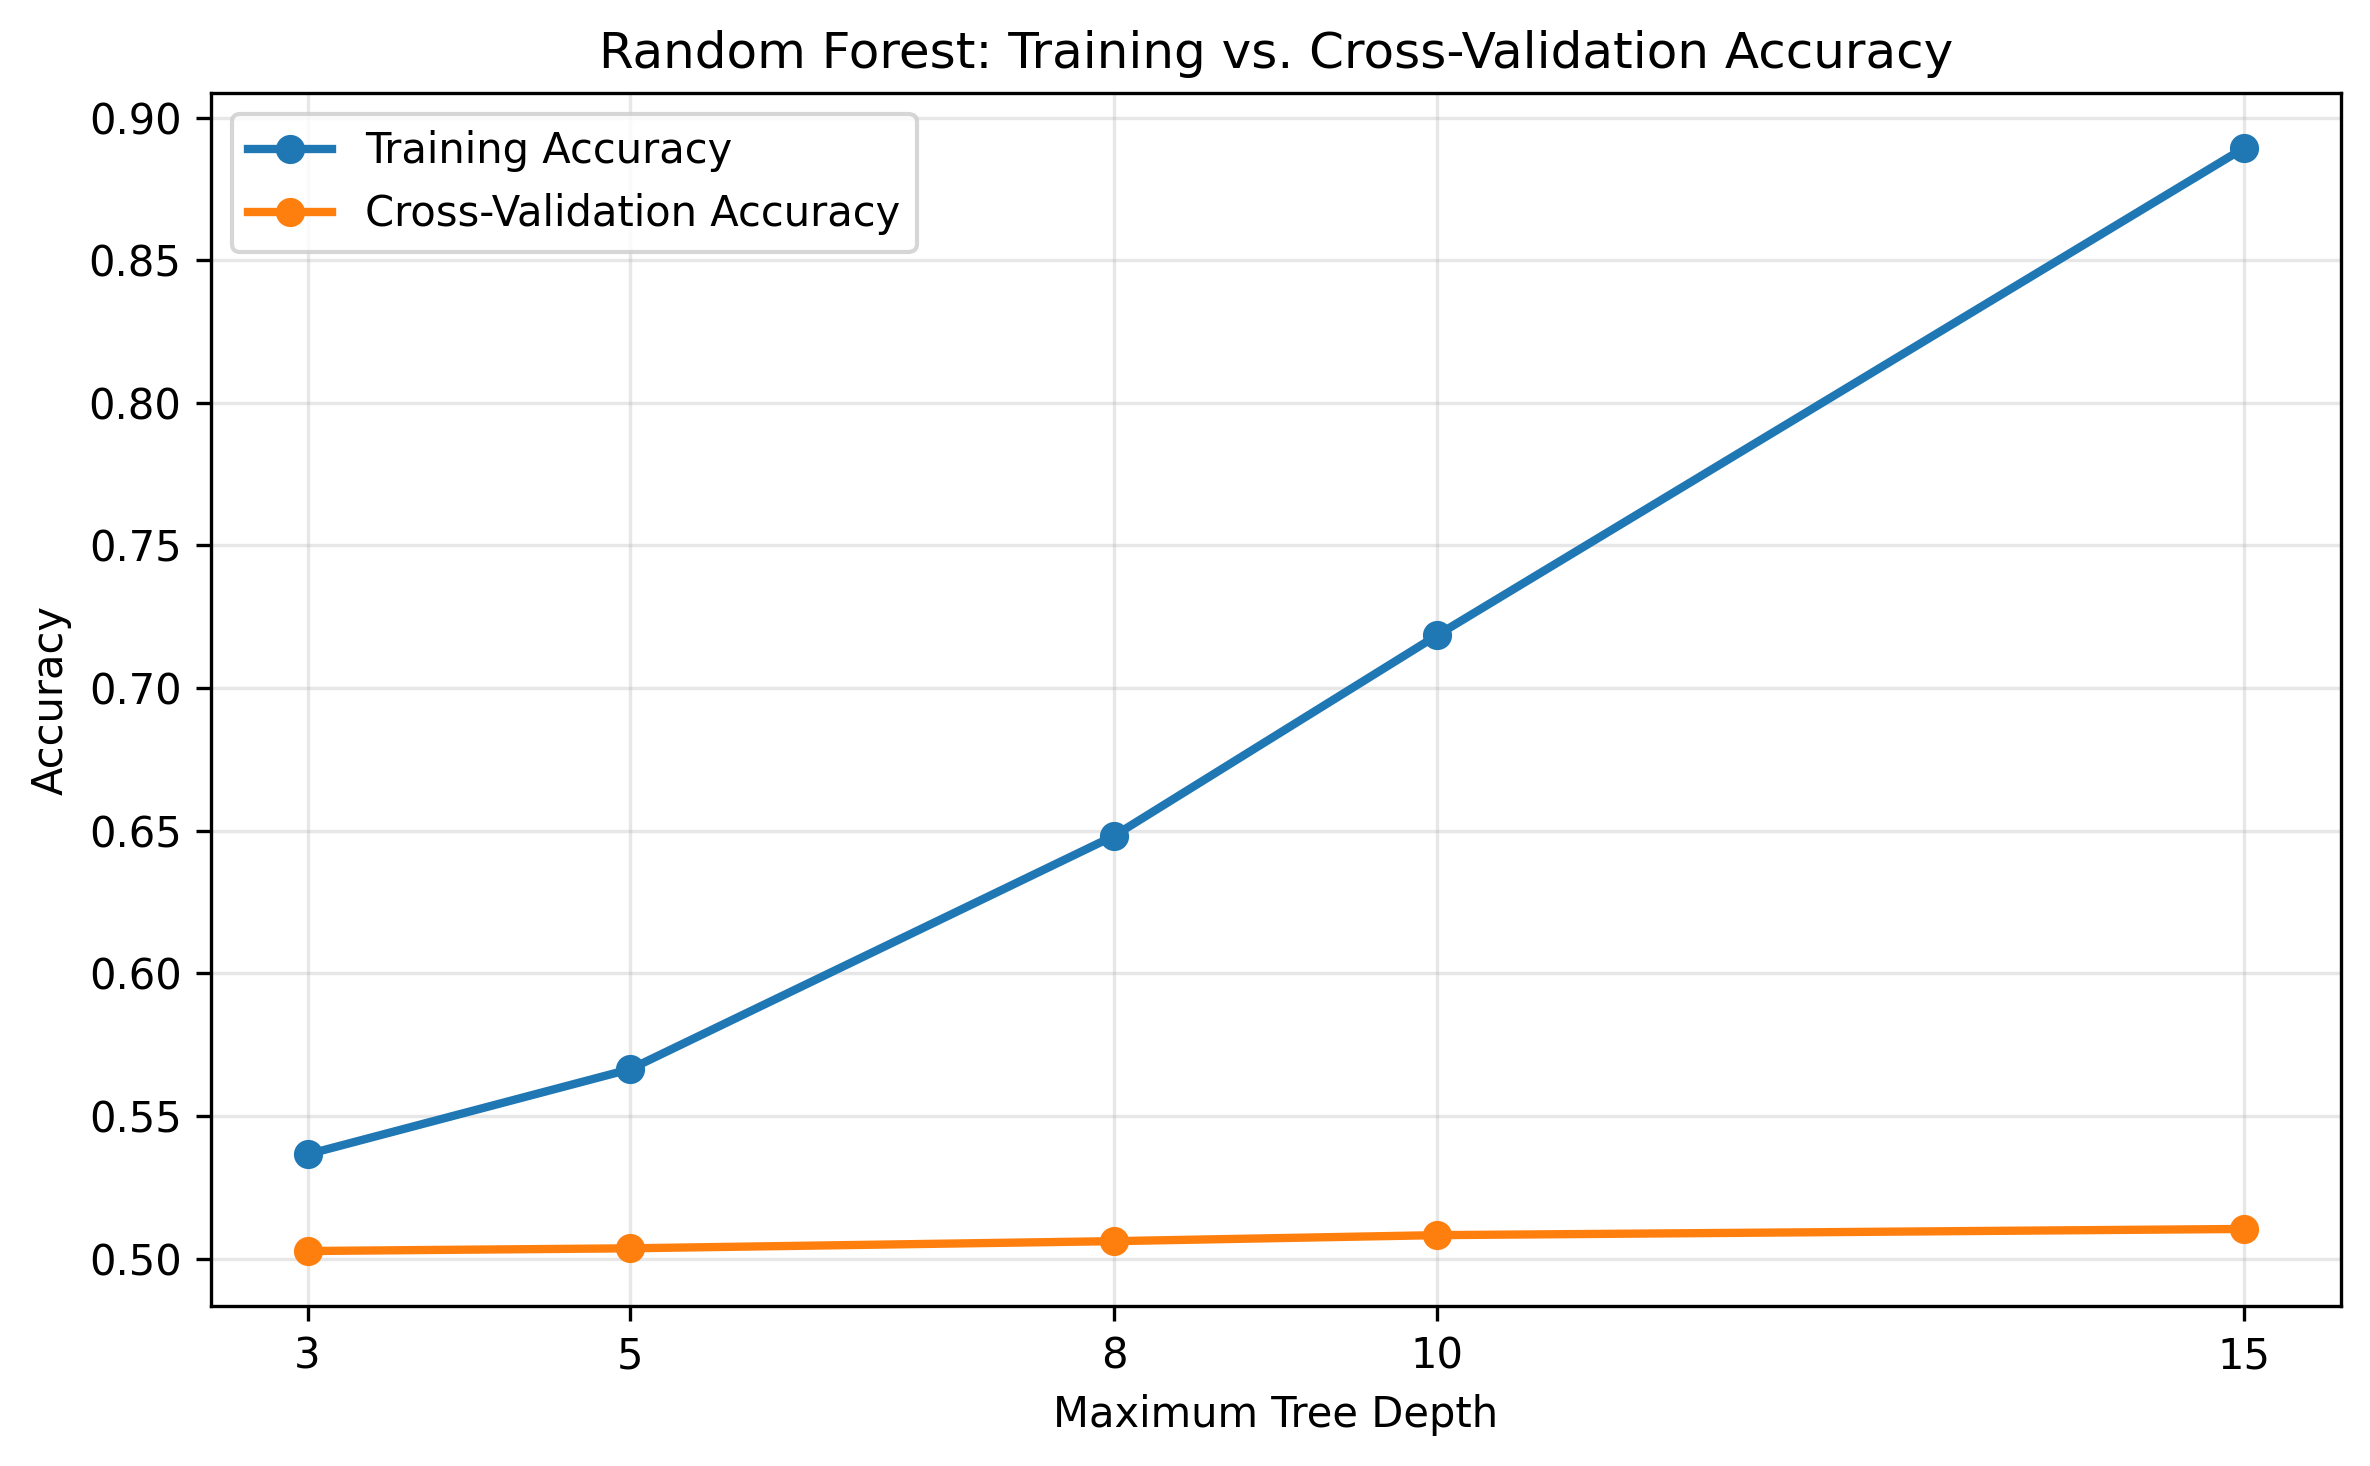 Random Forest: Training vs. Cross-Validation Accuracy
Training Accuracy
Cross-Validation Accuracy
0.90
0.85
0.80
0.75
0.70
0.65
0.60
0.55
0.50
Accuracy
3 5 8 10 15
Maximum Tree Depth